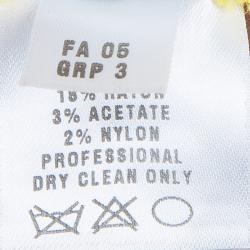 FA 05
GRP 3
3% ACETATE
2% NYLON
PROFESSIONAL
DRY CLEAN ONLY